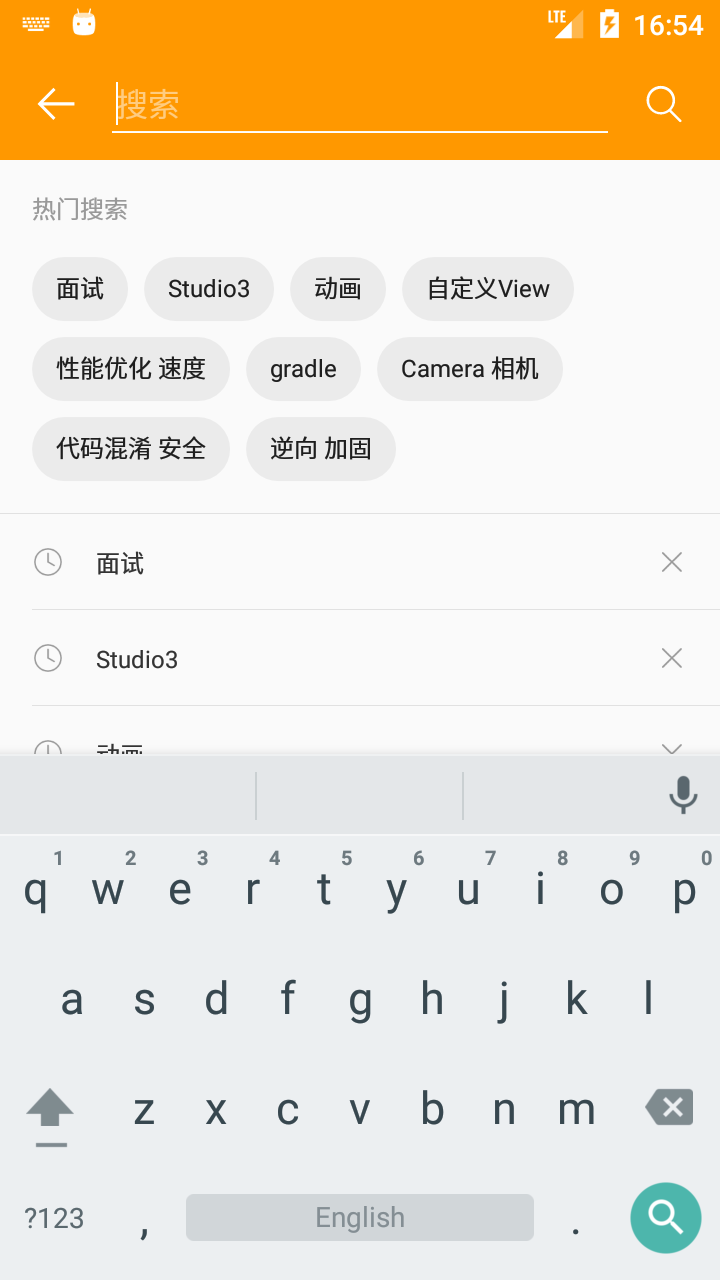 LTE 16:54
搜索
热门搜索
面试 Studio3 动画 自定义View
性能优化 速度 gradle Camera 相机
代码混淆 安全 逆向 加固
面试
Studio3
动画
1 2 3 4 5 6 7 8 9 0
q w e r t y u i o p
a s d f g h j k l
z x c v b n m
?123 , English .